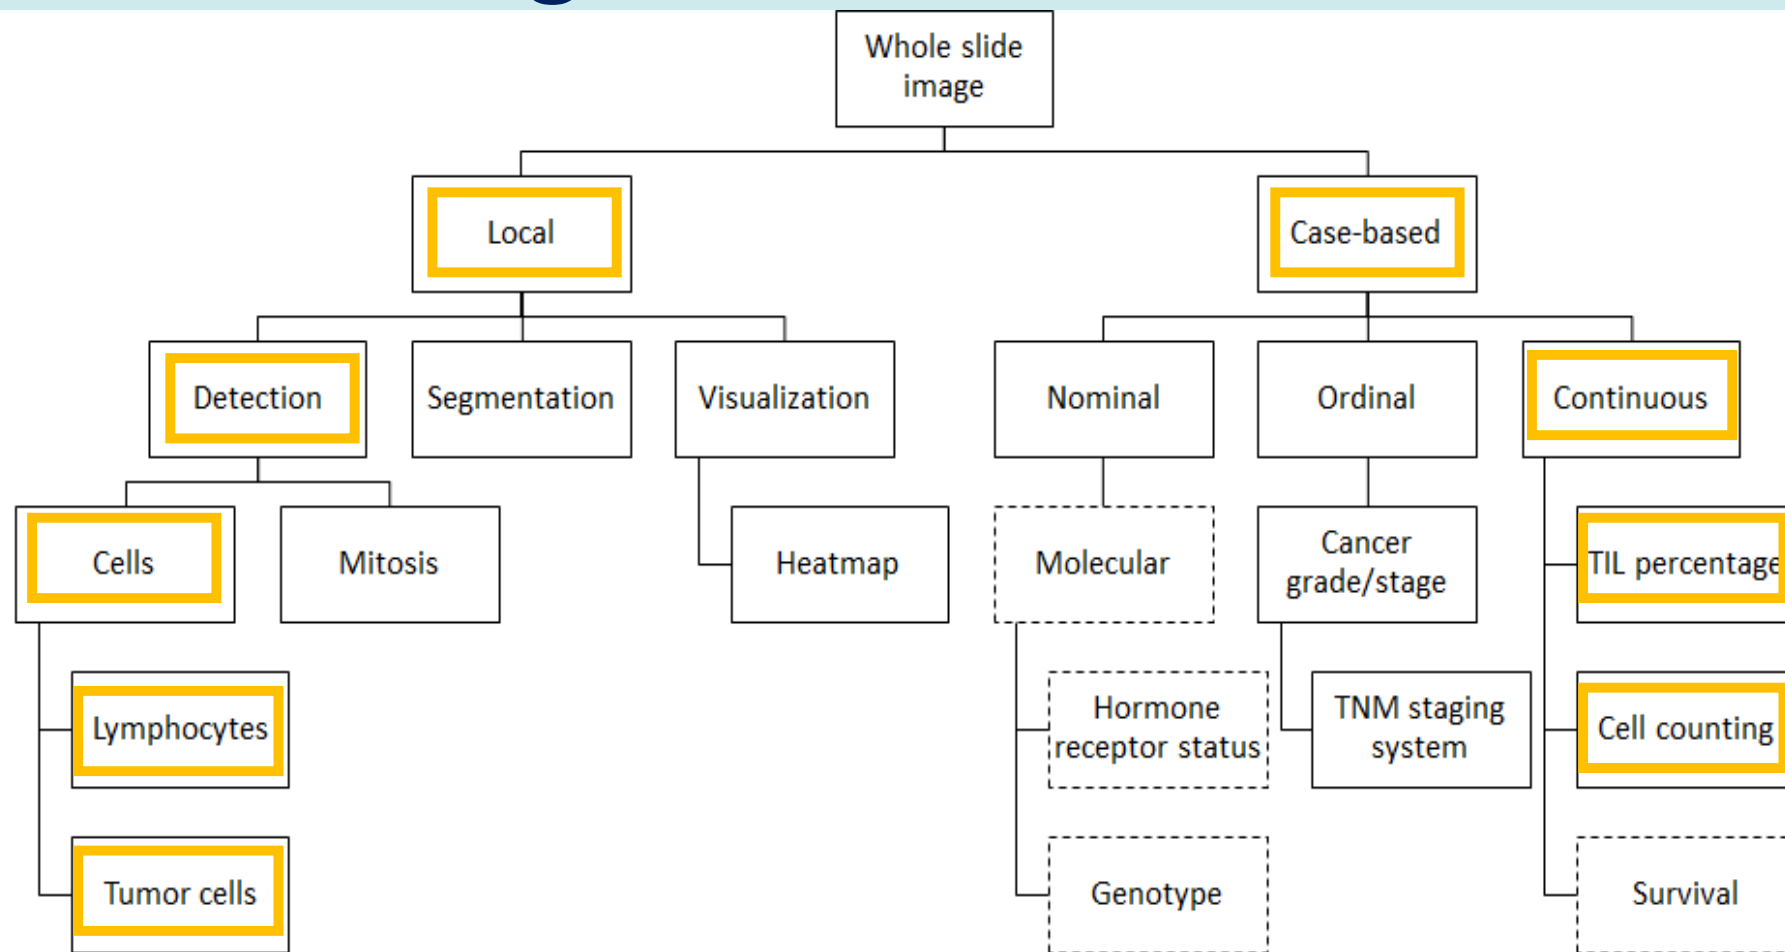 Whole slide
image
Local
Case-based
Detection
Segmentation
Visualization
Nominal
Ordinal
Continuous
Cells
Mitosis
Heatmap
Molecular
Cancer
grade/stage
TIL percentage
Lymphocytes
Hormone
receptor status
TNM staging
system
Cell counting
Tumor cells
Genotype
Survival